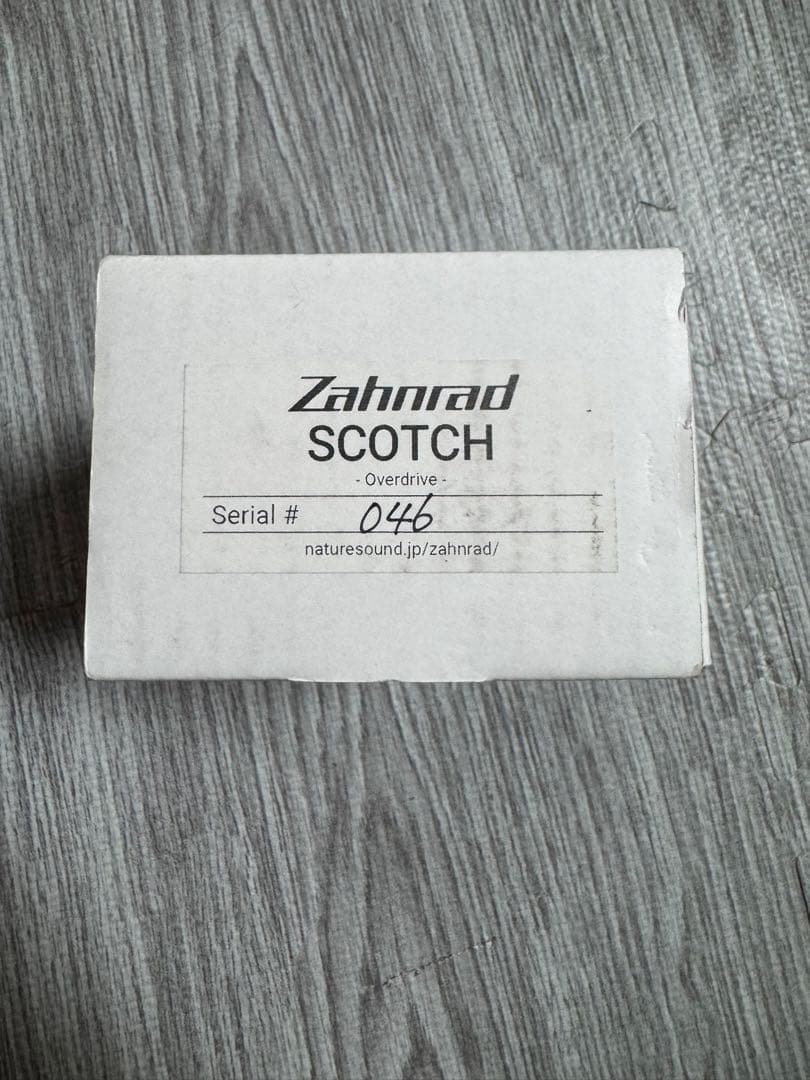 Zahnrad
SCOTCH
- Overdrive -
Serial # 046
naturesound.jp/zahnrad/